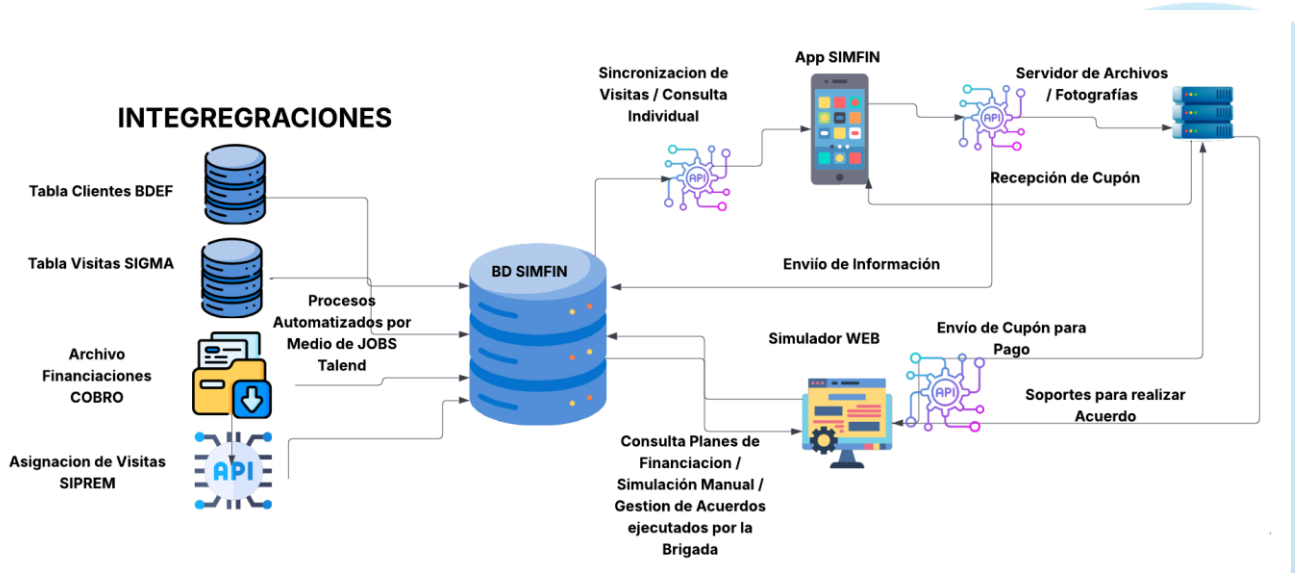 INTEGREGRACIONES
Tabla Clientes BDEF
Tabla Visitas SIGMA
Archivo
Financiaciones
COBRO
Asignacion de Visitas
SIPREM
API
Procesos
Automatizados por
Medio de JOBS
Talend
BD SIMFIN
Sincronizacion de
Visitas / Consulta
Individual
API
App SIMFIN
API
Servidor de Archivos
/ Fotografías
Recepción de Cupón
Enviío de Información
Simulador WEB
Envío de Cupón para
Pago
API
Soportes para realizar
Acuerdo
Consulta Planes de
Financiacion /
Simulación Manual /
Gestion de Acuerdos
ejecutados por la
Brigada